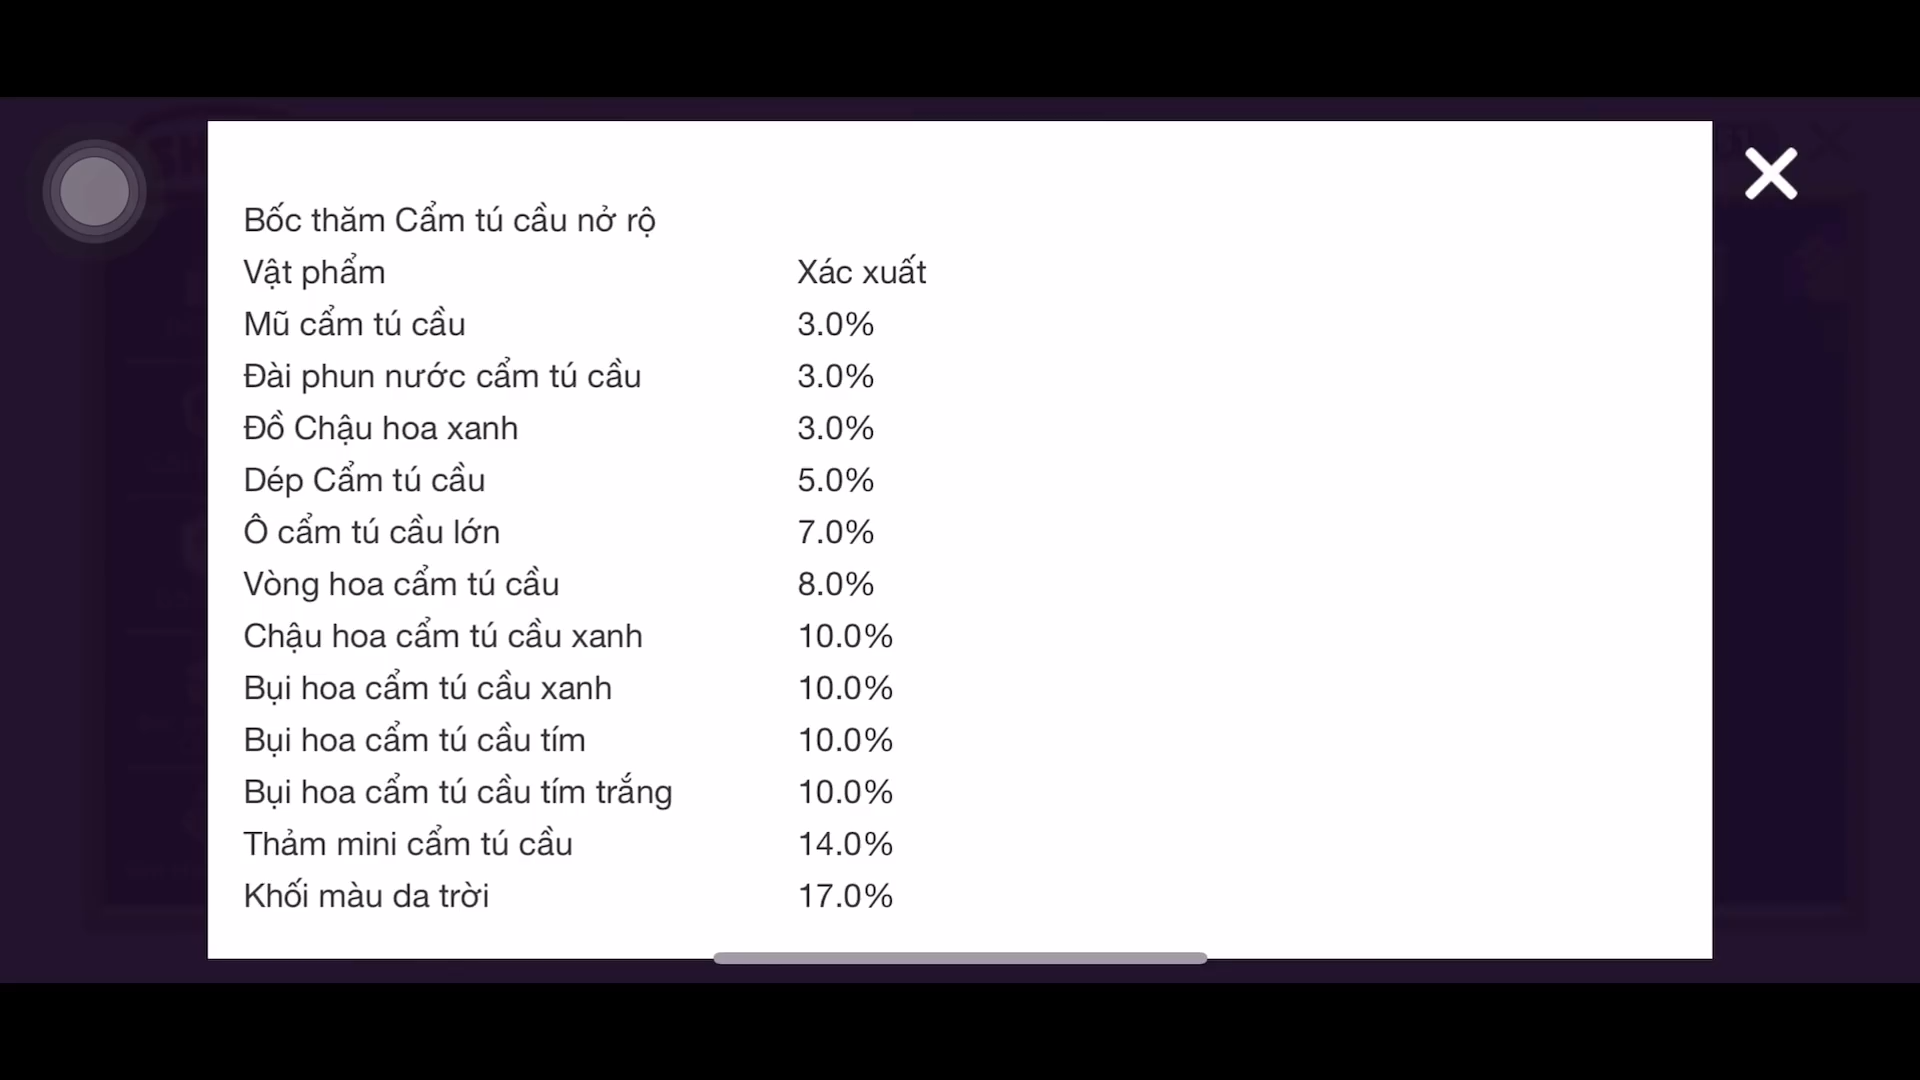 Bốc thăm Cẩm tú cầu nở rộ
Vật phẩm Xác xuất
Mũ cẩm tú cầu 3.0%
Đài phun nước cẩm tú cầu 3.0%
Đồ Chậu hoa xanh 3.0%
Dép Cẩm tú cầu 5.0%
Ô cẩm tú cầu lớn 7.0%
Vòng hoa cẩm tú cầu 8.0%
Chậu hoa cẩm tú cầu xanh 10.0%
Bụi hoa cẩm tú cầu xanh 10.0%
Bụi hoa cẩm tú cầu tím 10.0%
Bụi hoa cẩm tú cầu tím trắng 10.0%
Thảm mini cẩm tú cầu 14.0%
Khối màu da trời 17.0%